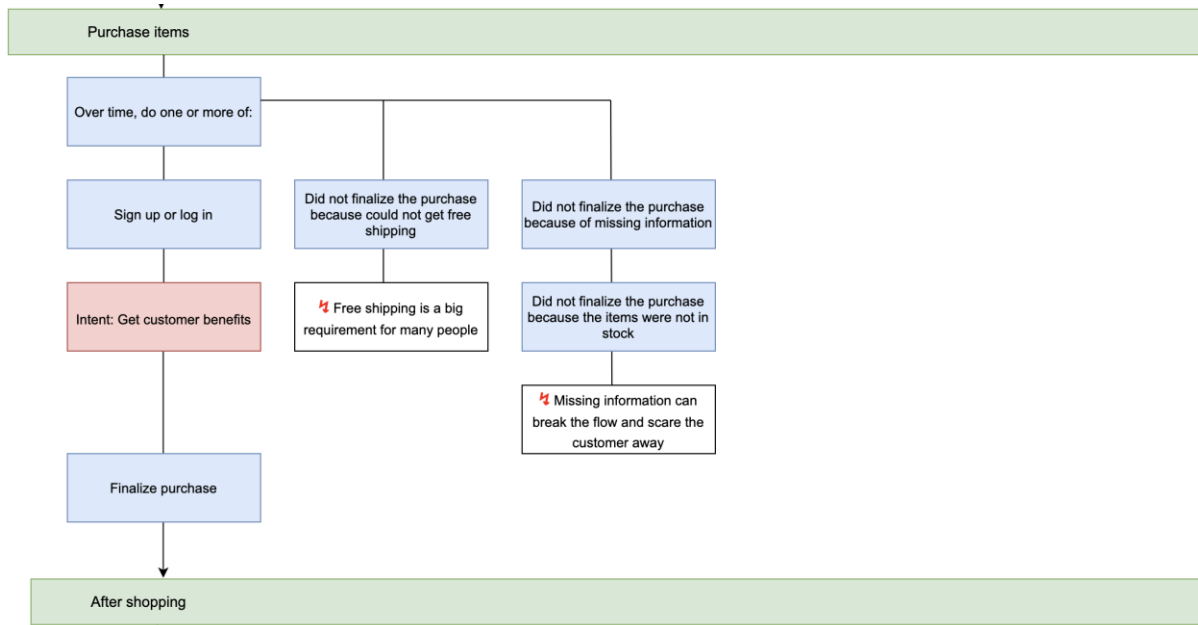 Purchase items
Over time, do one or more of:
Sign up or log in
Did not finalize the purchase
because could not get free
shipping
Did not finalize the purchase
because of missing information
Intent: Get customer benefits
↯ Free shipping is a big
requirement for many people
Did not finalize the purchase
because the items were not in
stock
↯ Missing information can
break the flow and scare the
customer away
Finalize purchase
After shopping